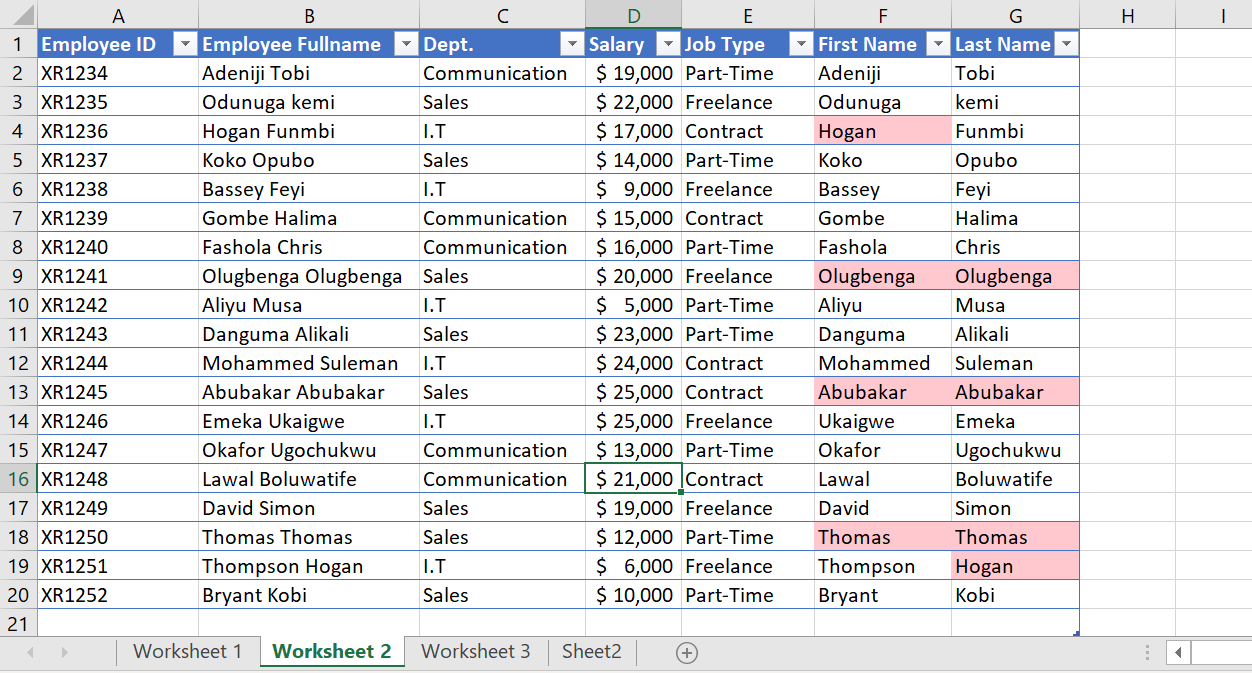 A B C D E F G H I
1 Employee ID Employee Fullname Dept. Salary Job Type First Name Last Name
2 XR1234 Adeniji Tobi Communication $ 19,000 Part-Time Adeniji Tobi
3 XR1235 Odunuga kemi Sales $ 22,000 Freelance Odunuga kemi
4 XR1236 Hogan Funmbi I.T $ 17,000 Contract Hogan Funmbi
5 XR1237 Koko Opubo Sales $ 14,000 Part-Time Koko Opubo
6 XR1238 Bassey Feyi I.T $ 9,000 Freelance Bassey Feyi
7 XR1239 Gombe Halima Communication $ 15,000 Contract Gombe Halima
8 XR1240 Fashola Chris Communication $ 16,000 Part-Time Fashola Chris
9 XR1241 Olugbenga Olugbenga Sales $ 20,000 Freelance Olugbenga Olugbenga
10 XR1242 Aliyu Musa I.T $ 5,000 Part-Time Aliyu Musa
11 XR1243 Danguma Alikali Sales $ 23,000 Part-Time Danguma Alikali
12 XR1244 Mohammed Suleman I.T $ 24,000 Contract Mohammed Suleman
13 XR1245 Abubakar Abubakar Sales $ 25,000 Contract Abubakar Abubakar
14 XR1246 Emeka Ukaigwe I.T $ 25,000 Freelance Ukaigwe Emeka
15 XR1247 Okafor Ugochukwu Communication $ 13,000 Part-Time Okafor Ugochukwu
16 XR1248 Lawal Boluwatife Communication $ 21,000 Contract Lawal Boluwatife
17 XR1249 David Simon Sales $ 19,000 Freelance David Simon
18 XR1250 Thomas Thomas Sales $ 12,000 Part-Time Thomas Thomas
19 XR1251 Thompson Hogan I.T $ 6,000 Freelance Thompson Hogan
20 XR1252 Bryant Kobi Sales $ 10,000 Part-Time Bryant Kobi
21
Worksheet 1 Worksheet 2 Worksheet 3 Sheet2